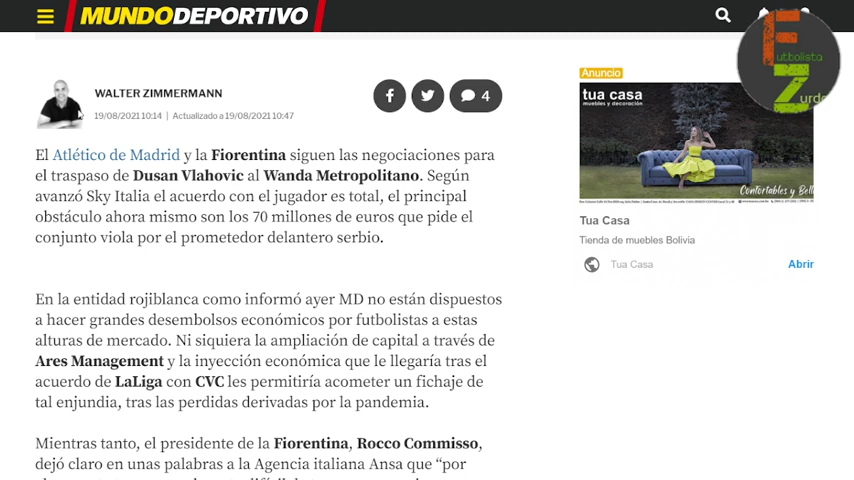 MUNDODEPORTIVO
Futbolista
Zurdo
WALTER ZIMMERMANN
19/08/2021 10:14 | Actualizado a 19/08/2021 10:47
4
El Atlético de Madrid y la Fiorentina siguen las negociaciones para
el traspaso de Dusan Vlahovic al Wanda Metropolitano. Según
avanzó Sky Italia el acuerdo con el jugador es total, el principal
obstáculo ahora mismo son los 70 millones de euros que pide el
conjunto viola por el prometedor delantero serbio.
En la entidad rojiblanca como informó ayer MD no están dispuestos
a hacer grandes desembolsos económicos por futbolistas a estas
alturas de mercado. Ni siquiera la ampliación de capital a través de
Ares Management y la inyección económica que le llegaría tras el
acuerdo de LaLiga con CVC les permitiría acometer un fichaje de
tal enjundia, tras las perdidas derivadas por la pandemia.
Mientras tanto, el presidente de la Fiorentina, Rocco Commisso,
dejó claro en unas palabras a la Agencia italiana Ansa que “por
Anuncio
tua casa
muebles y decoración
Confortables y Bell
Tua Casa
Tienda de muebles Bolivia
Tua Casa
Abrir